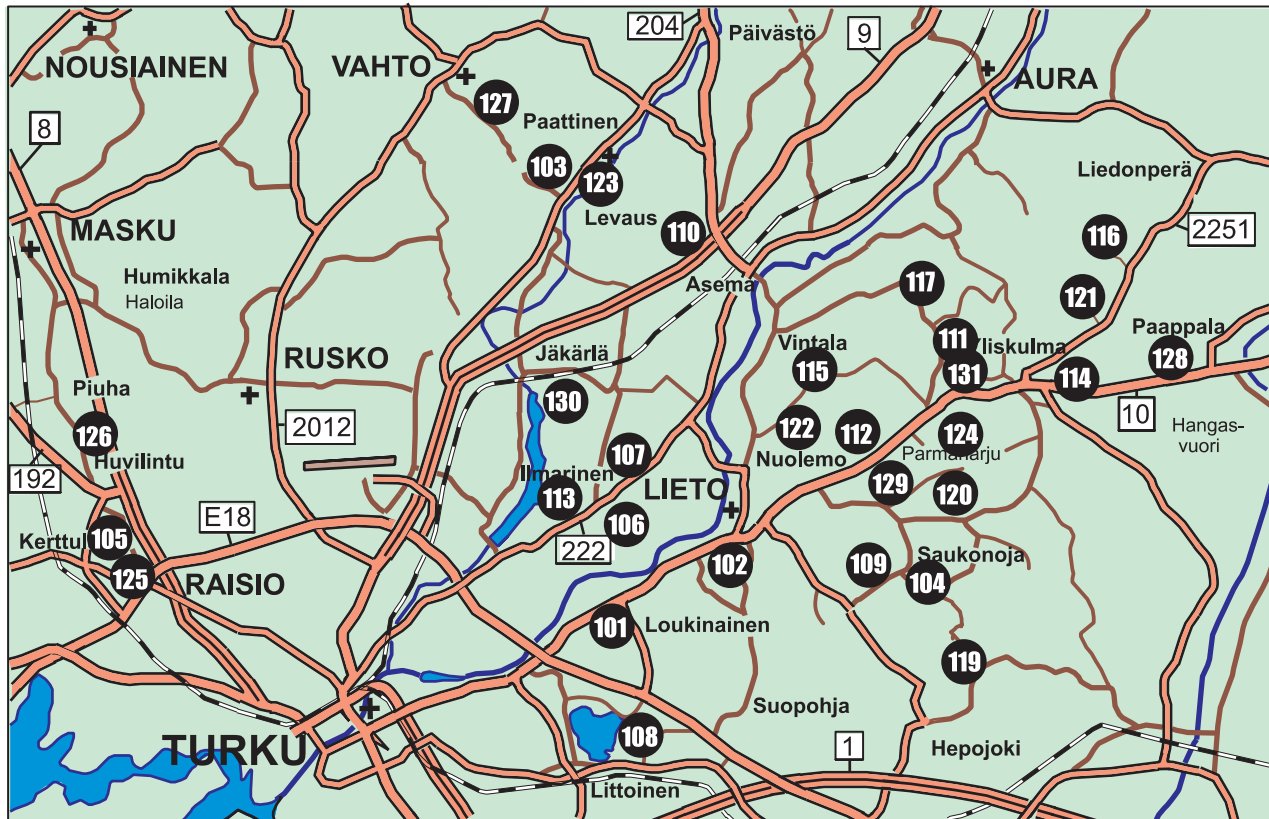 204
Päivästö
9
NOUSIAINEN
VAHTO
AURA
127
Paattinen
8
103
123
Liedonperä
Levaus
110
116
2251
MASKU
Humikkala
Haloila
Asema
117
121
RUSKO
Jäkärlä
Vintala
111
Yliskulma
Paappala
128
115
131
114
Piuha
130
10
126
2012
122
112
124
Hangas-
vuori
Huvilintu
107
Nuolemo
Parmaharju
192
Ilmarinen
113
LIETO
129
120
E18
106
222
105
Kerttul
125
RAISIO
102
109
Saukonoja
104
101
Loukinainen
119
Suopohja
TURKU
108
1
Hepojoki
Littoinen